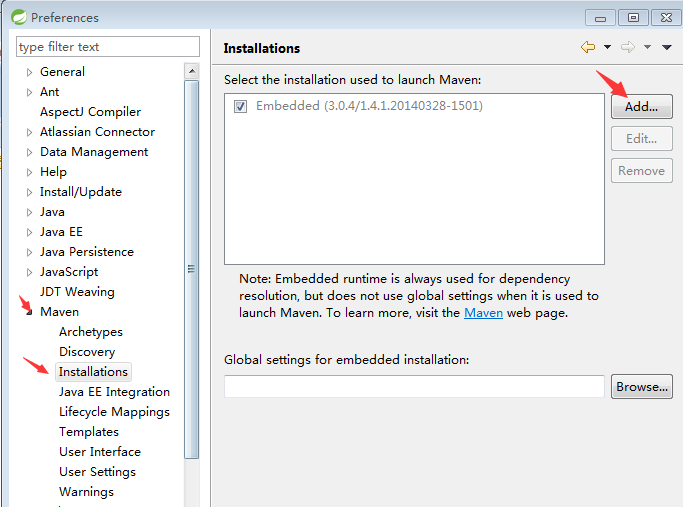 Preferences
type filter text
General
Ant
AspectJ Compiler
Atlassian Connector
Data Management
Help
Install/Update
Java
Java EE
Java Persistence
JavaScript
JDT Weaving
Maven
Archetypes
Discovery
Installations
Java EE Integration
Lifecycle Mappings
Templates
User Interface
User Settings
Warnings
Installations
Select the installation used to launch Maven:
Embedded (3.0.4/1.4.1.20140328-1501)
Add...
Edit...
Remove
Note: Embedded runtime is always used for dependency
resolution, but does not use global settings when it is used to
launch Maven. To learn more, visit the Maven web page.
Global settings for embedded installation:
Browse...